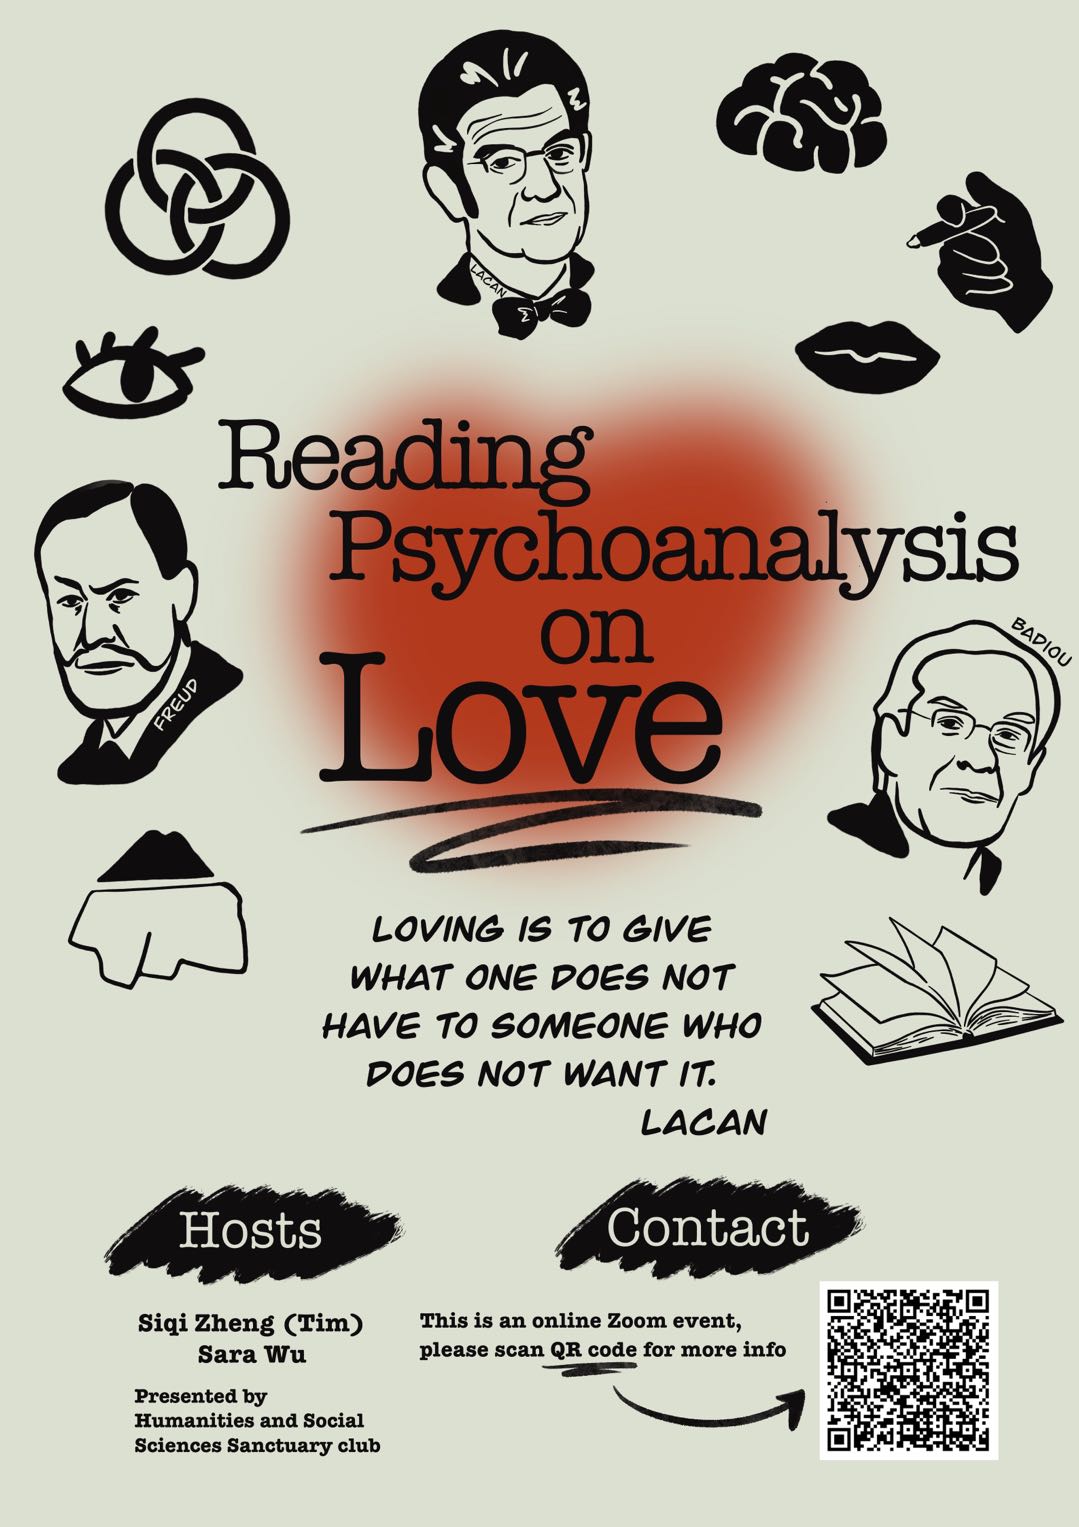 LACAN
Reading
Psychoanalysis
on
Love
FREUD
BADIOU
LOVING IS TO GIVE
WHAT ONE DOES NOT
HAVE TO SOMEONE WHO
DOES NOT WANT IT.
LACAN
Hosts
Siqi Zheng (Tim)
Sara Wu
Presented by
Humanities and Social
Sciences Sanctuary club
Contact
This is an online Zoom event,
please scan QR code for more info